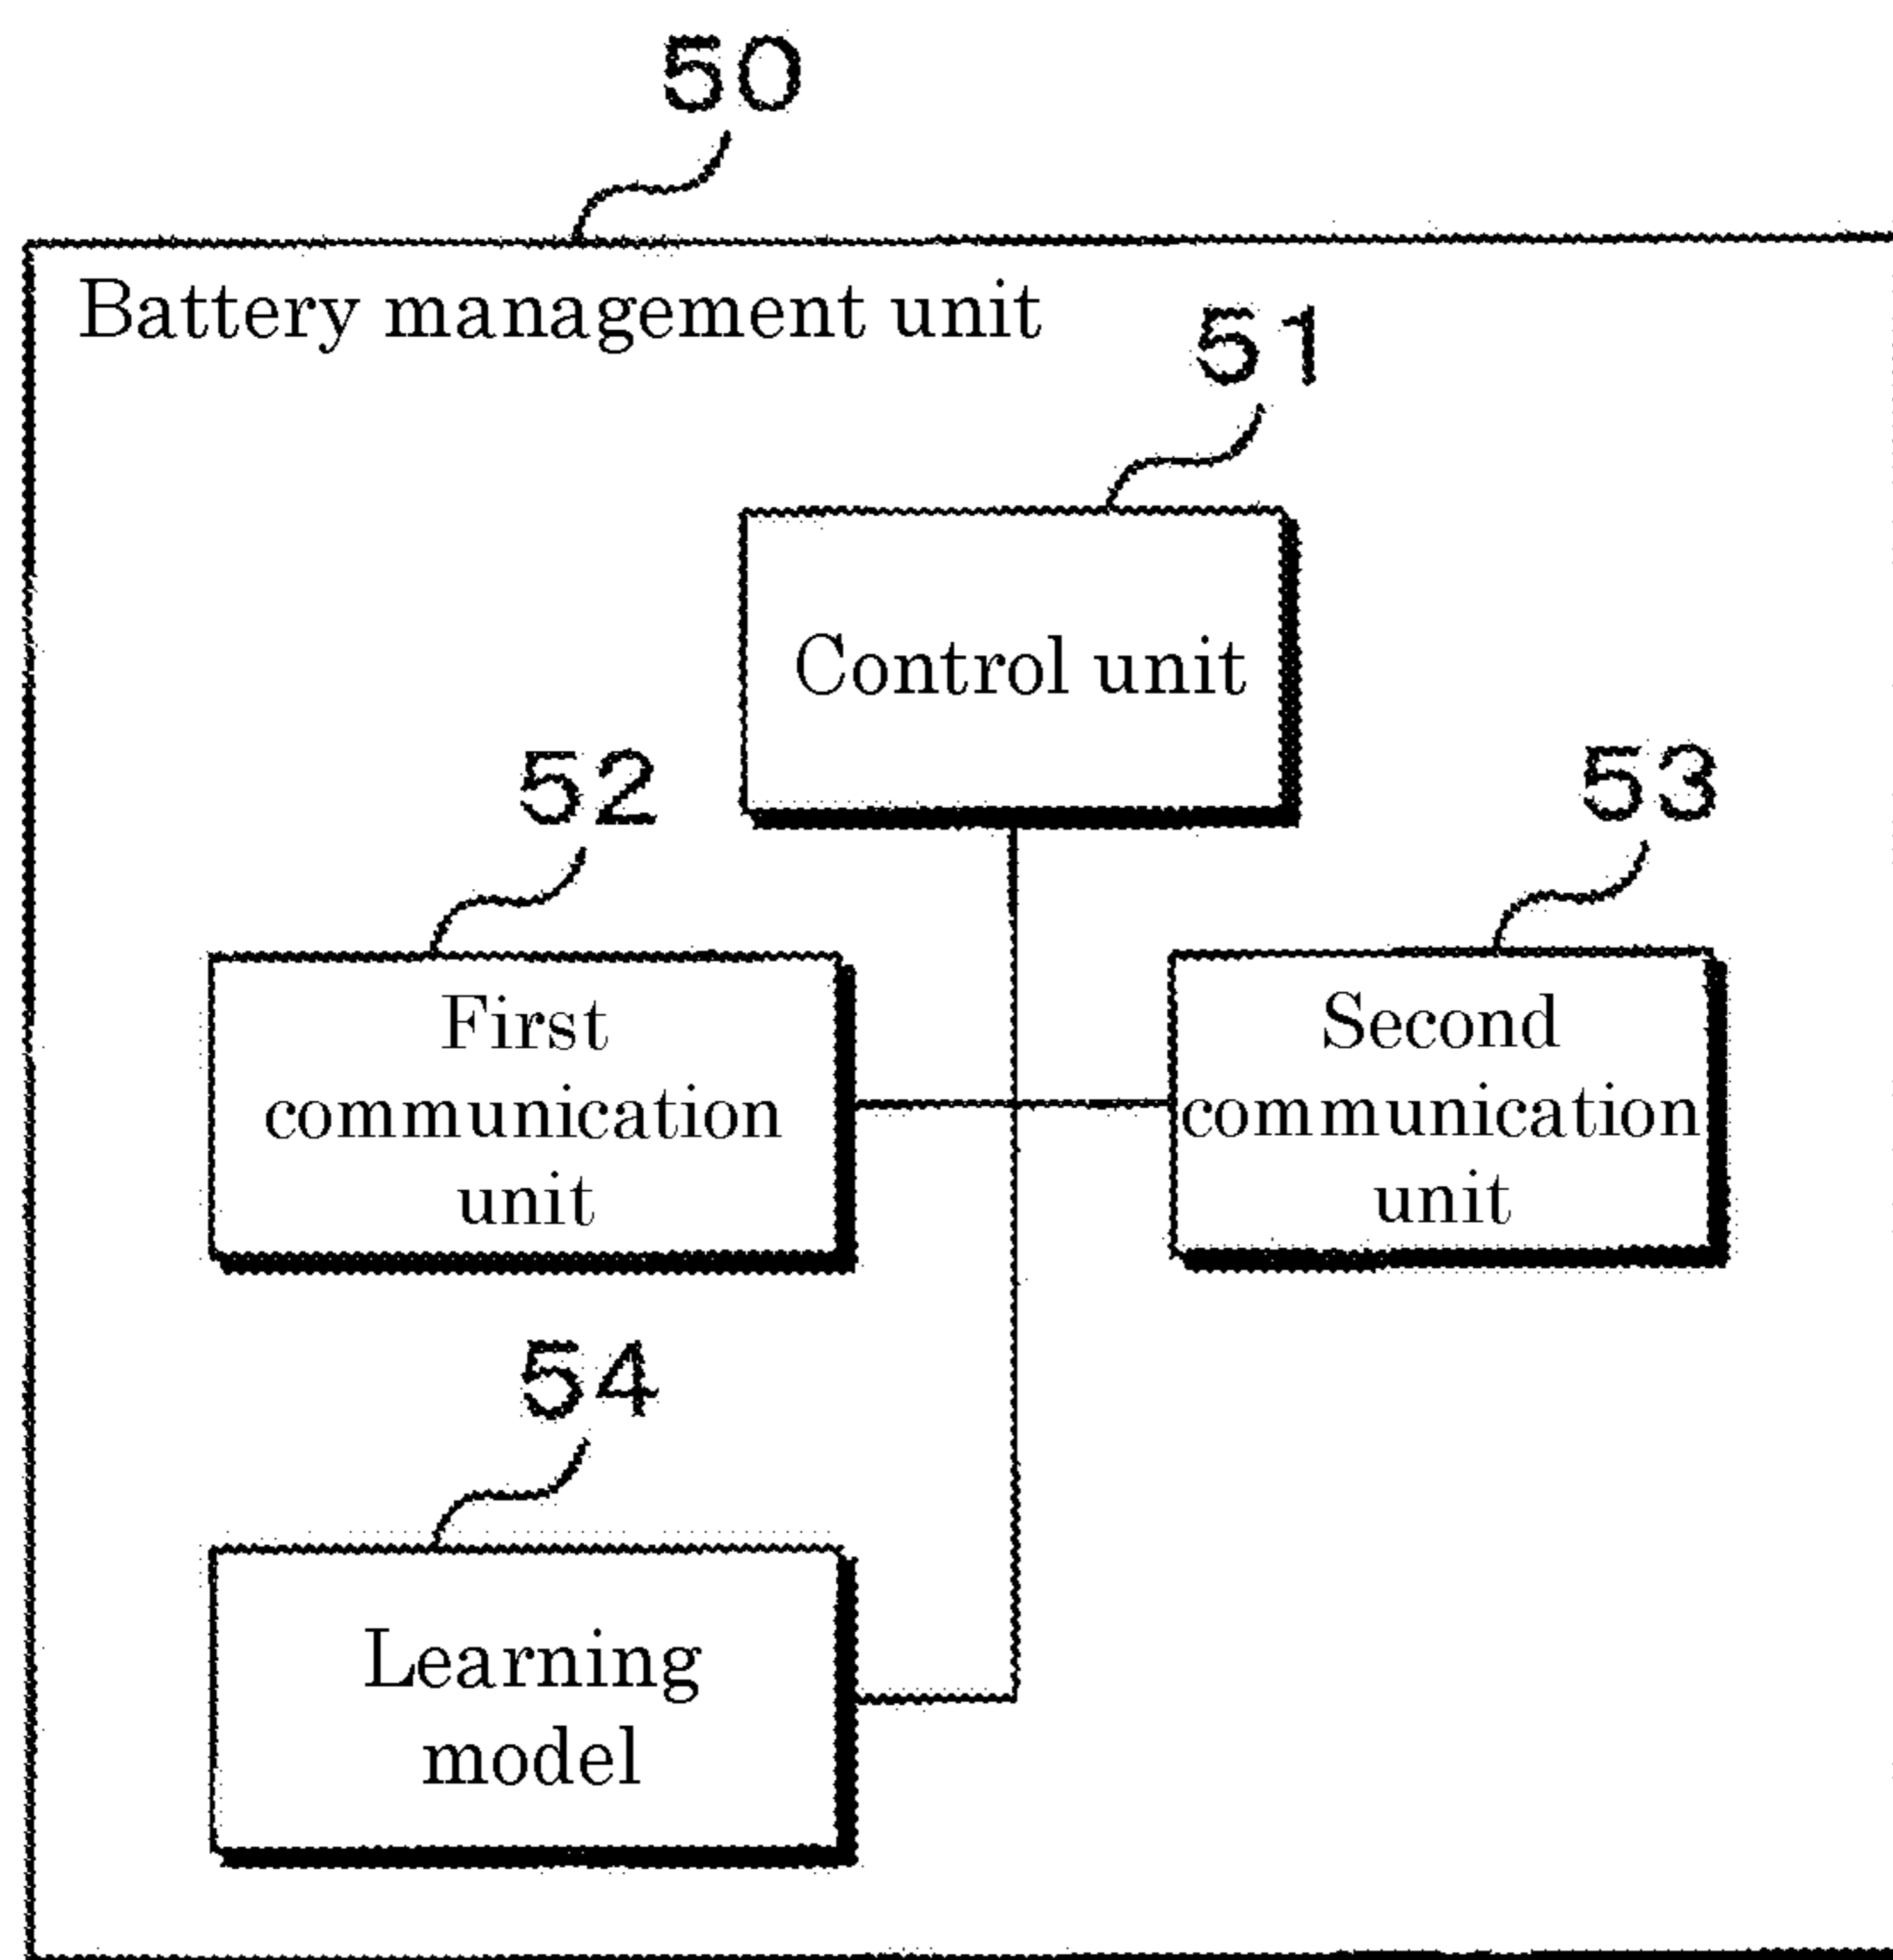 50
Battery management unit
51
Control unit
52
53
First
communication
unit
Second
communication
unit
54
Learning
model